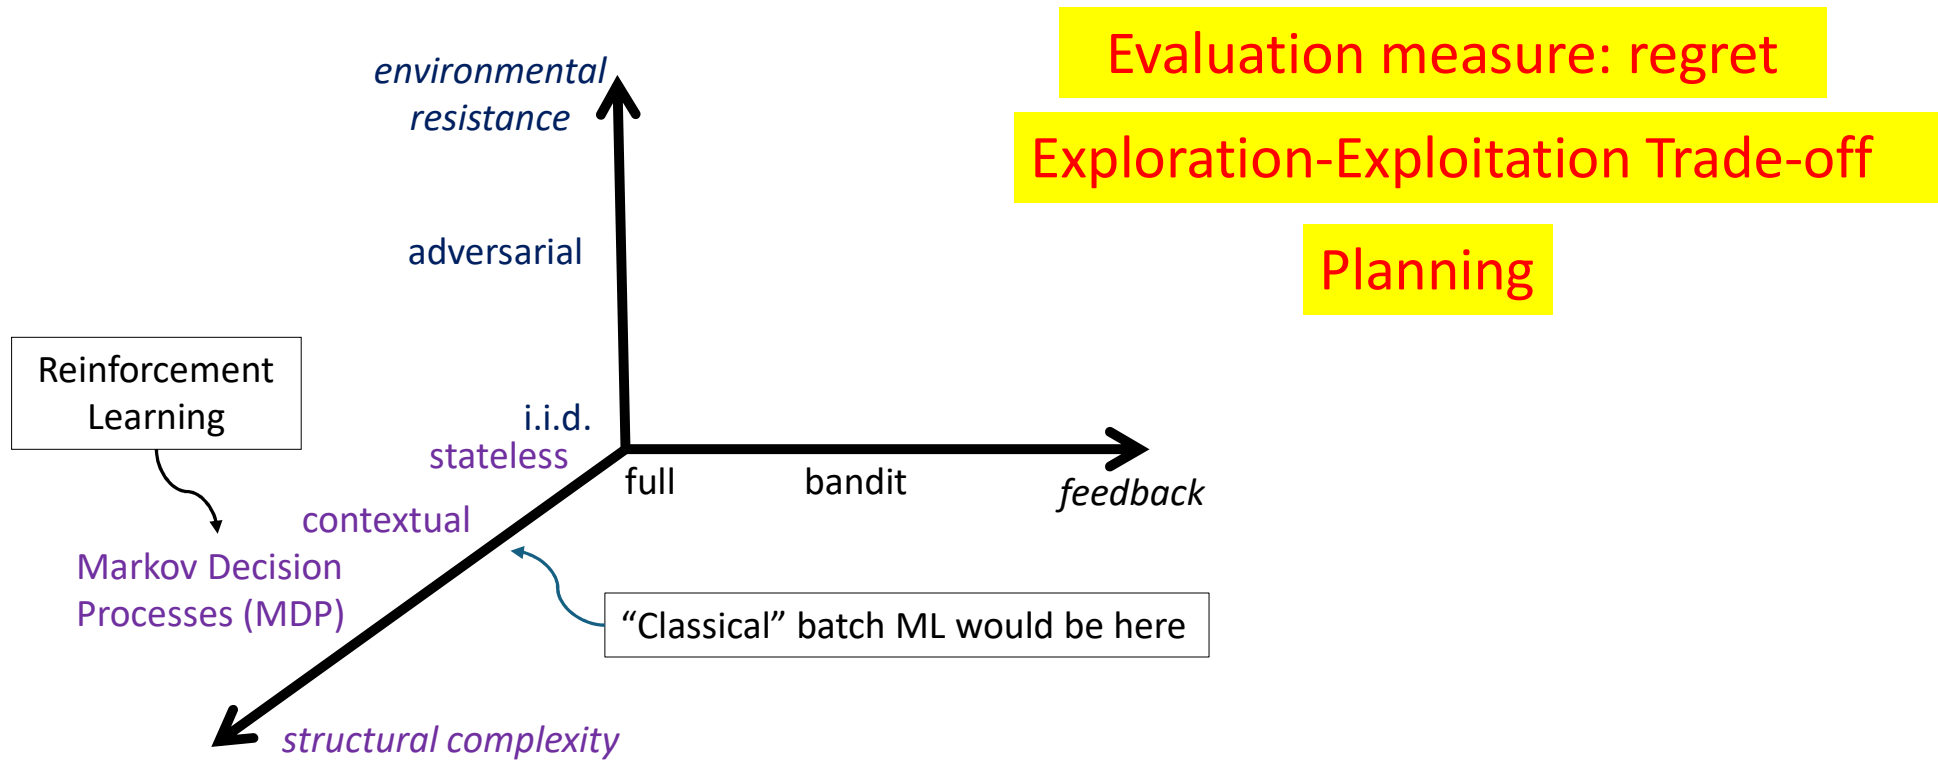 Evaluation measure: regret
Exploration-Exploitation Trade-off
Planning
environmental
resistance
adversarial
i.i.d.
stateless
contextual
Reinforcement
Learning
Markov Decision
Processes (MDP)
structural complexity
full
bandit
feedback
“Classical” batch ML would be here